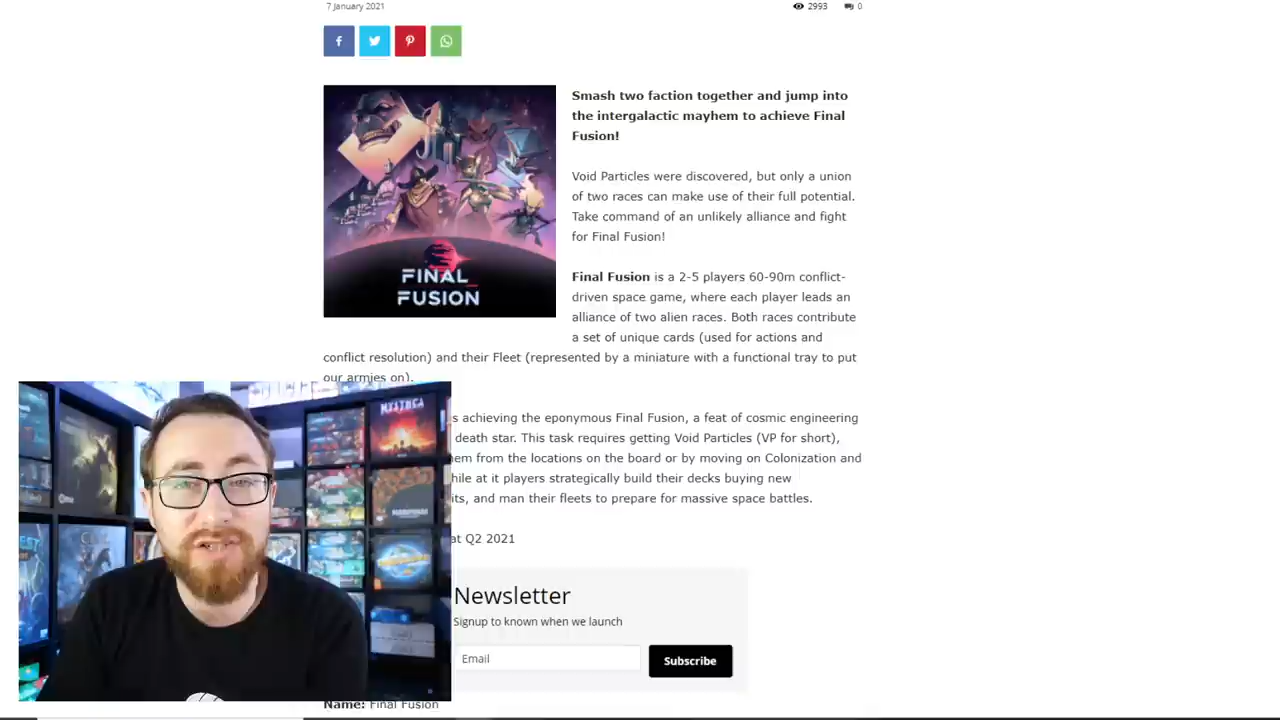 7 January 2021
2993
0
Smash two faction together and jump into
the intergalactic mayhem to achieve Final
Fusion!
Void Particles were discovered, but only a union
of two races can make use of their full potential.
Take command of an unlikely alliance and fight
for Final Fusion!
FINAL
FUSION
Final Fusion is a 2-5 players 60-90m conflict-
driven space game, where each player leads an
alliance of two alien races. Both races contribute
a set of unique cards (used for actions and
conflict resolution) and their Fleet (represented by a miniature with a functional tray to put
our armies on).
s achieving the eponymous Final Fusion, a feat of cosmic engineering
death star. This task requires getting Void Particles (VP for short),
em from the locations on the board or by moving on Colonization and
hile at it players strategically build their decks buying new
its, and man their fleets to prepare for massive space battles.
at Q2 2021
Newsletter
Signup to known when we launch
Email
Subscribe
Name: Final Fusion
MYSTHEA